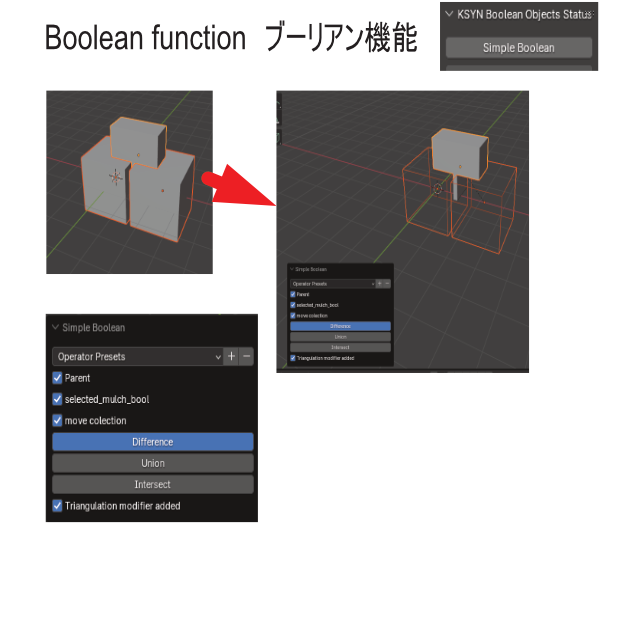 Boolean function ブーリアン機能
KSYN Boolean Objects Status
Simple Boolean
Simple Boolean
Operator Presets
Parent
selected_mulch_bool
move colection
Difference
Union
Intersect
Triangulation modifier added
Simple Boolean
Operator Presets
Parent
selected_mulch_bool
move colection
Difference
Union
Intersect
Triangulation modifier added